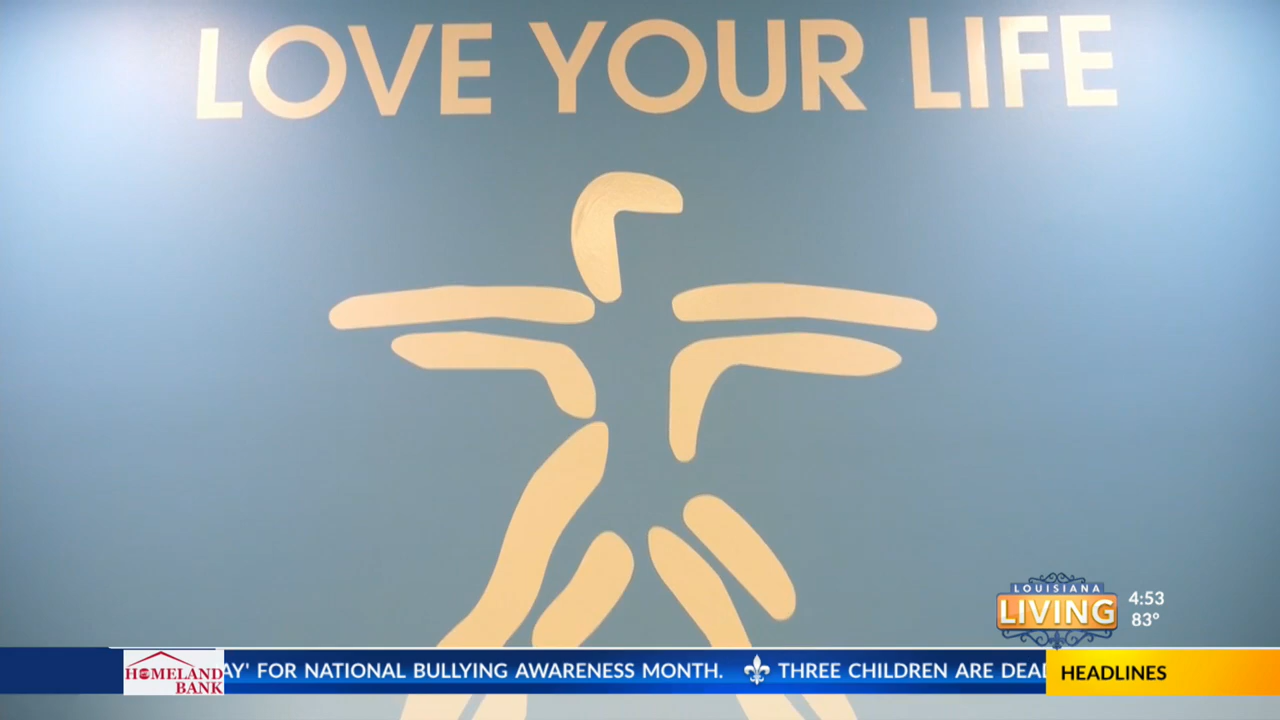 LOVE YOUR LIFE
LOUISIANA
LIVING
4:53
83°
HOMELAND
BANK
AY' FOR NATIONAL BULLYING AWARENESS MONTH. THREE CHILDREN ARE DEA
HEADLINES